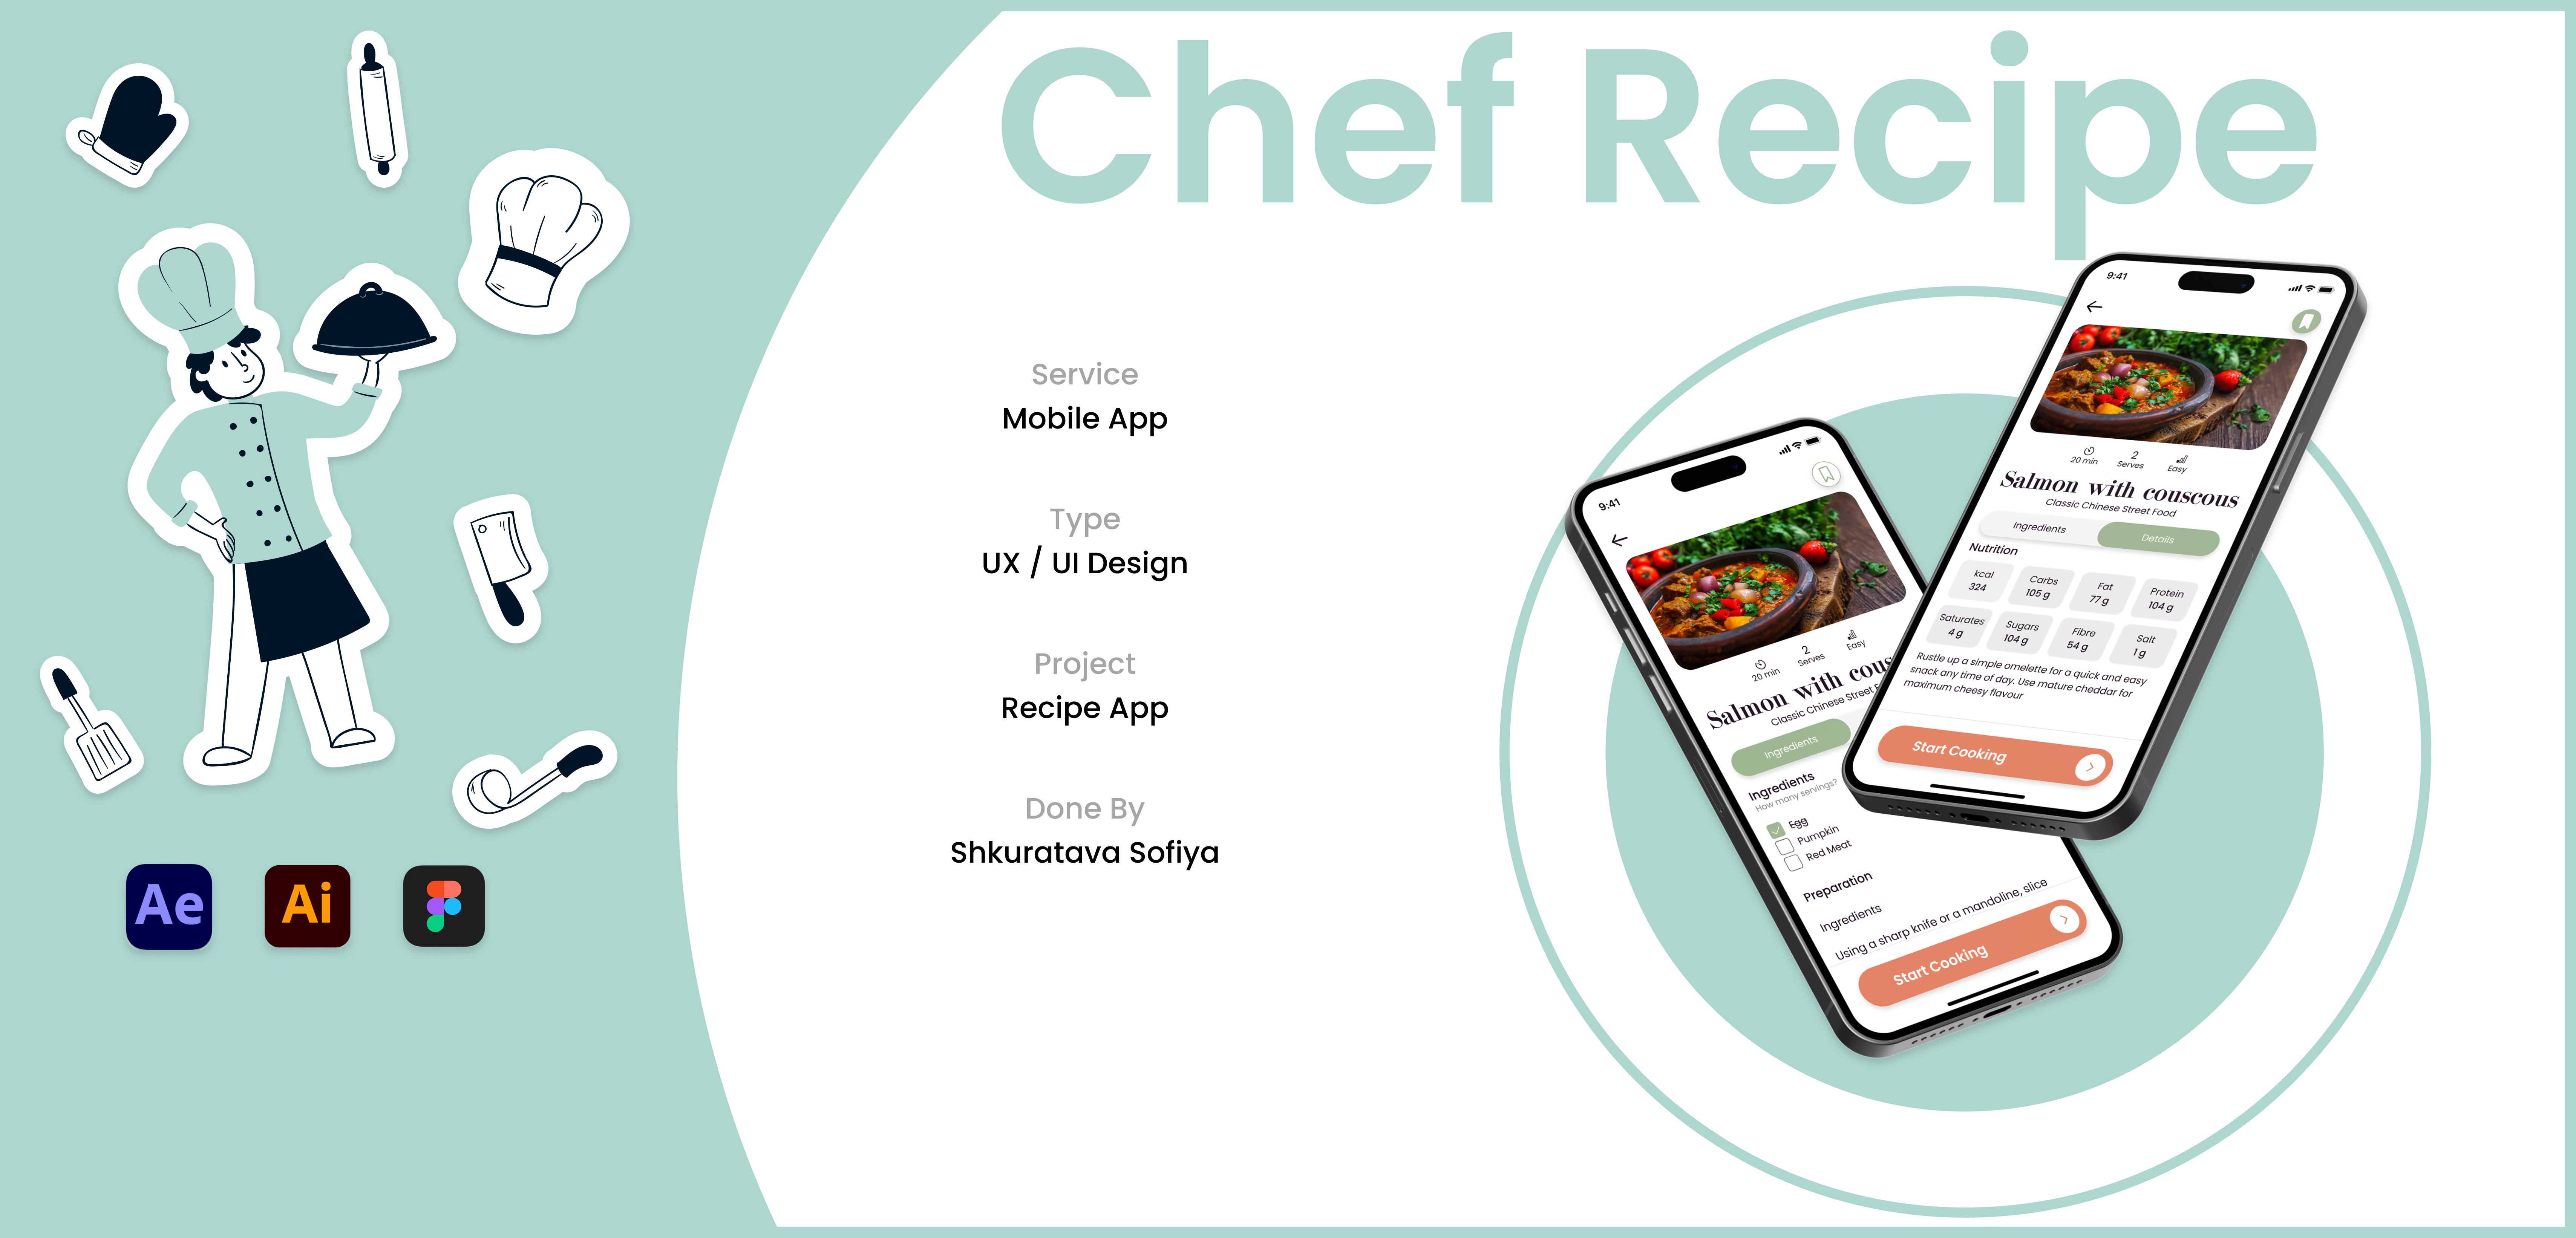 Chef Recipe
Service
Mobile App
Type
UX / UI Design
Project
Recipe App
Done By
Shkuratava Sofiya
Ae
Ai
9:41
20 min
2
Serves
Easy
Salmon with cous
Classic Chinese Street F
Ingredients
Ingredients
How many servings?
Egg
Pumpkin
Red Meat
Preparation
Ingredients
Using a sharp knife or a mandoline, slice
Start Cooking
9:41
20 min
2
Serves
Easy
Salmon with couscous
Classic Chinese Street Food
Ingredients
Details
Nutrition
kcal
324
Carbs
105 g
Fat
77 g
Protein
104 g
Saturates
4 g
Sugars
104 g
Fibre
54 g
Salt
1 g
Rustle up a simple omelette for a quick and easy
snack any time of day. Use mature cheddar for
maximum cheesy flavour
Start Cooking